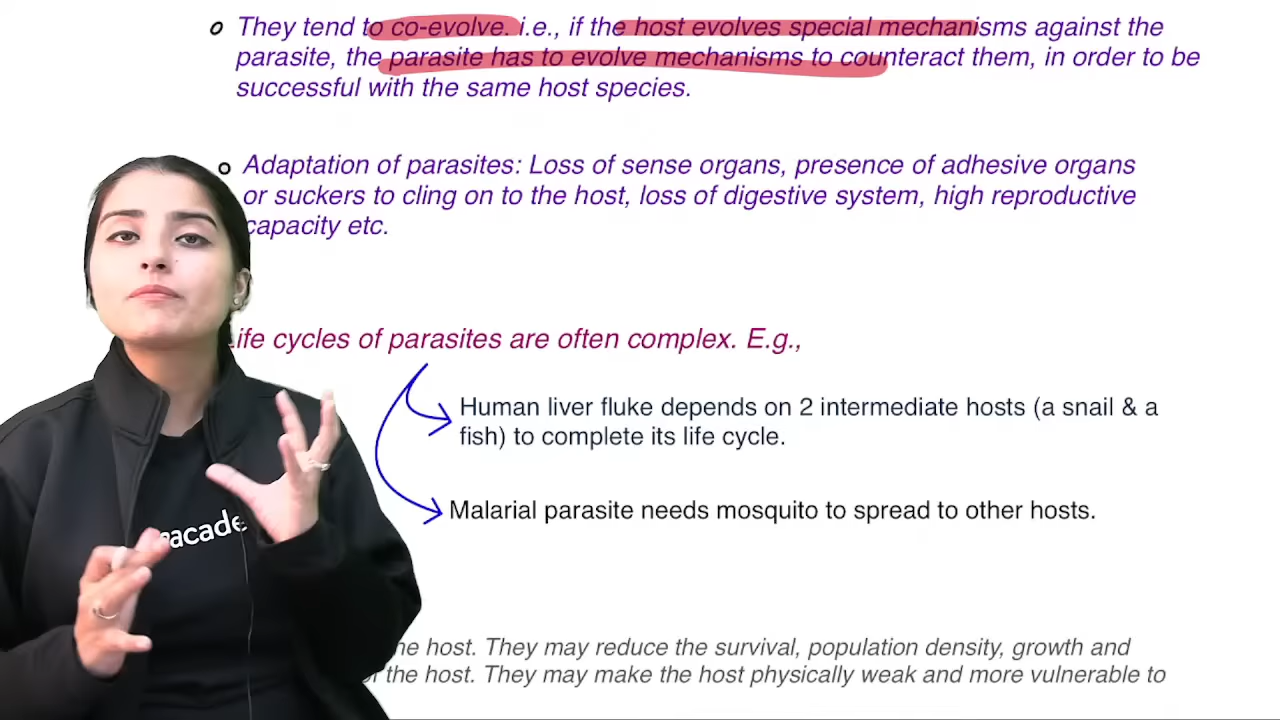 They tend to co-evolve. i.e., if the host evolves special mechanisms against the
parasite, the parasite has to evolve mechanisms to counteract them, in order to be
successful with the same host species.
Adaptation of parasites: Loss of sense organs, presence of adhesive organs
or suckers to cling on to the host, loss of digestive system, high reproductive
capacity etc.
Life cycles of parasites are often complex. E.g.,
Human liver fluke depends on 2 intermediate hosts (a snail & a
fish) to complete its life cycle.
Malarial parasite needs mosquito to spread to other hosts.
acade
the host. They may reduce the survival, population density, growth and
the host. They may make the host physically weak and more vulnerable to